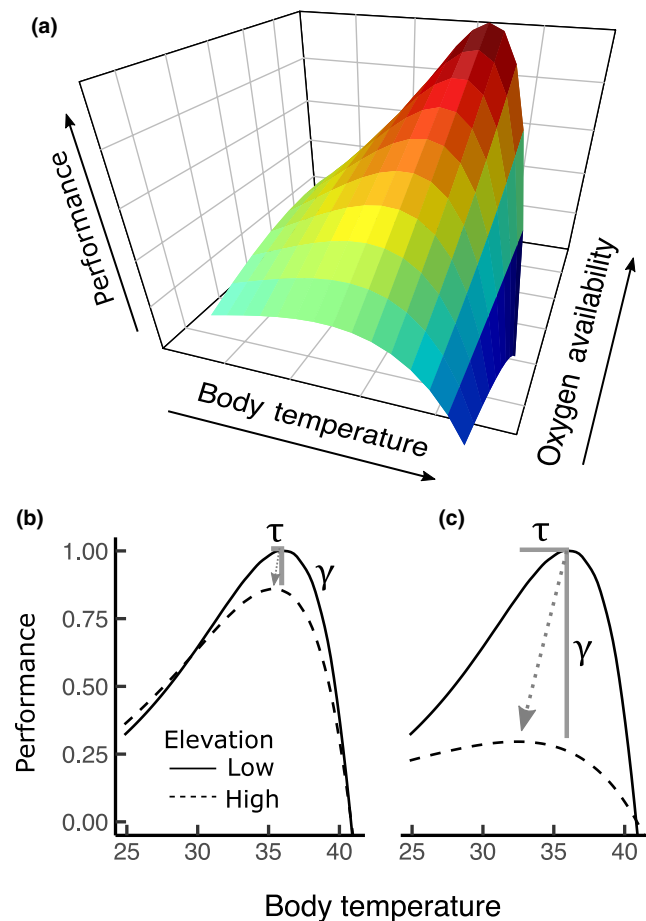 (a)
Performance
Body temperature
Oxygen availability
(b)
(c)
τ
γ
τ
γ
Performance
1.00
0.75
0.50
0.25
0.00
Elevation
Low
High
25
30
35
40
25
30
35
40
Body temperature